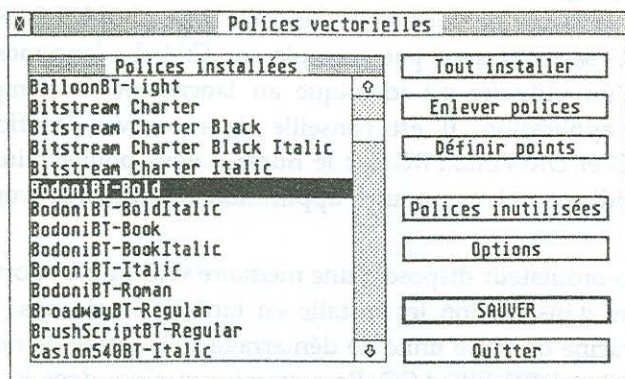 Polices vectorielles
Polices installées
BalloonBT-Light
Bitstream Charter
Bitstream Charter Black
Bitstream Charter Black Italic
Bitstream Charter Italic
BodoniBT-Bold
BodoniBT-BoldItalic
BodoniBT-Book
BodoniBT-BookItalic
BodoniBT-Italic
BodoniBT-Roman
BroadwayBT-Regular
BrushScriptBT-Regular
Caslon540BT-Italic
Tout installer
Enlever polices
Définir points
Polices inutilisées
Options
SAUVER
Quitter